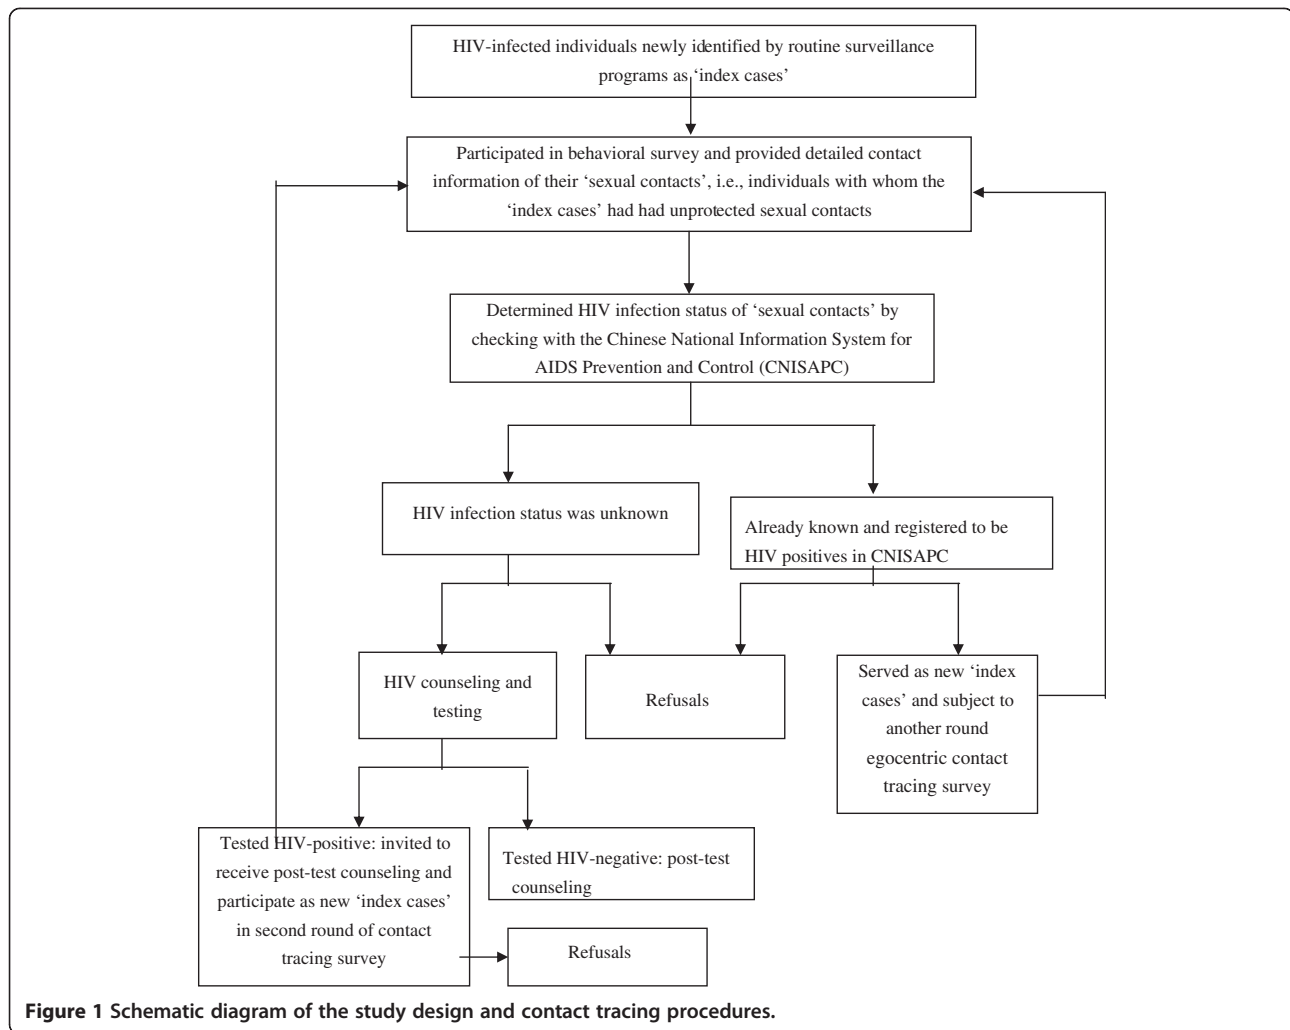 HIV-infected individuals newly identified by routine surveillance
programs as ‘index cases’
Participated in behavioral survey and provided detailed contact
information of their ‘sexual contacts’, i.e., individuals with whom the
‘index cases’ had had unprotected sexual contacts
Determined HIV infection status of ‘sexual contacts’ by
checking with the Chinese National Information System for
AIDS Prevention and Control (CNISAPC)
HIV infection status was unknown
Already known and registered to be
HIV positives in CNISAPC
HIV counseling and
testing
Refusals
Served as new ‘index
cases’ and subject to
another round
egocentric contact
tracing survey
Tested HIV-positive: invited to
receive post-test counseling and
participate as new ‘index cases’
in second round of contact
tracing survey
Tested HIV-negative: post-test
counseling
Refusals
Figure 1 Schematic diagram of the study design and contact tracing procedures.